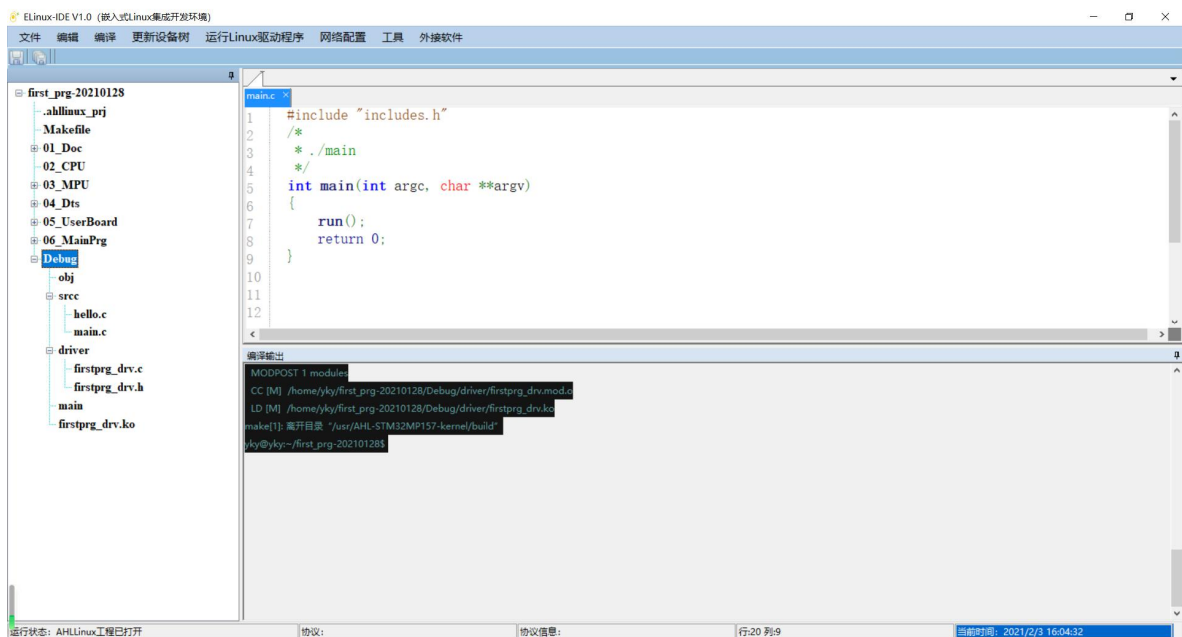 ELinux-IDE V1.0 (嵌入式Linux集成开发环境)
文件 编辑 编译 更新设备树 运行Linux驱动程序 网络配置 工具 外接软件
first_prg-20210128
.ahllinux_prj
Makefile
01_Doc
02_CPU
03_MPU
04_Dts
05_UserBoard
06_MainPrg
Debug
obj
srcc
hello.c
main.c
driver
firstprg_drv.c
firstprg_drv.h
main
firstprg_drv.ko
main.c ×
1 #include "includes.h"
2 /*
3 * ./main
4 */
5 int main(int argc, char **argv)
6 {
7 run();
8 return 0;
9 }
10
11
12
编译输出
MODPOST 1 modules
CC [M] /home/yky/first_prg-20210128/Debug/driver/firstprg_drv.mod.o
LD [M] /home/yky/first_prg-20210128/Debug/driver/firstprg_drv.ko
make[1]: 离开目录 "/usr/AHL-STM32MP157-kernel/build"
yky@yky:~/first_prg-20210128$
运行状态: AHLLinux工程已打开 协议: 协议信息: 行:20 列:9 当前时间: 2021/2/3 16:04:32